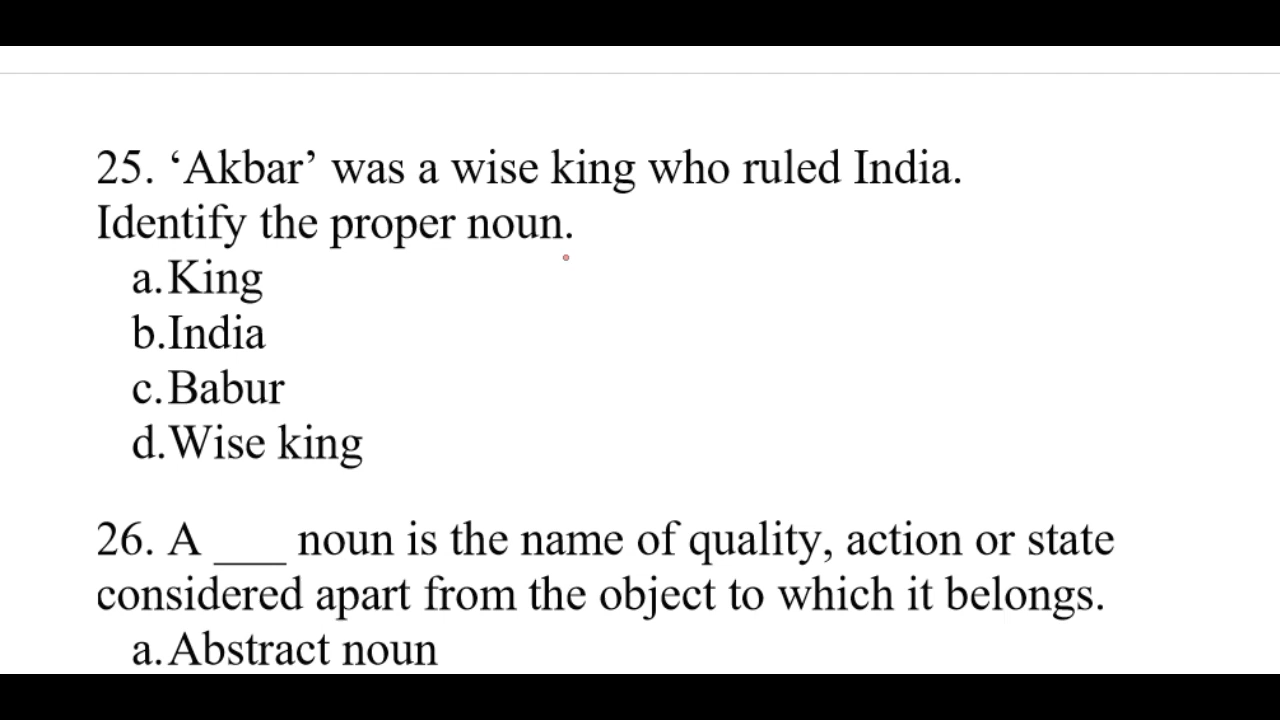 25. ‘Akbar’ was a wise king who ruled India.
Identify the proper noun.
a.King
b.India
c.Babur
d.Wise king
26. A ___ noun is the name of quality, action or state
considered apart from the object to which it belongs.
a.Abstract noun